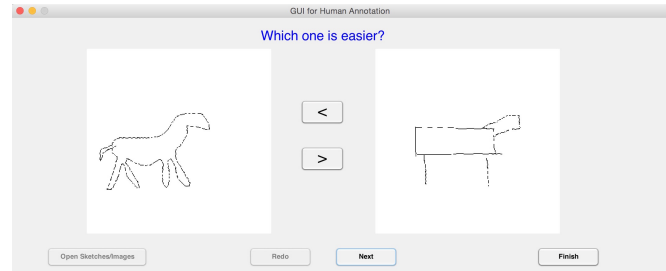 GUI for Human Annotation
Which one is easier?
<
>
Open Sketches/Images
Redo
Next
Finish